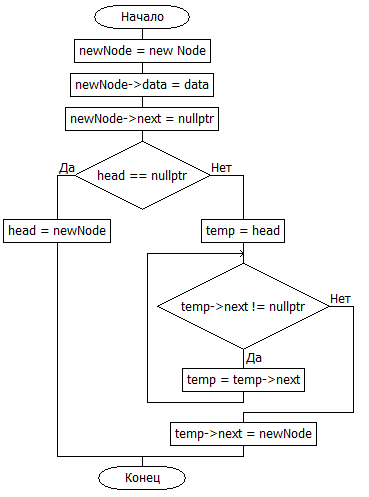 Начало
newNode = new Node
newNode->data = data
newNode->next = nullptr
Да
head == nullptr
Нет
head = newNode
temp = head
temp->next != nullptr
Нет
Да
temp = temp->next
temp->next = newNode
Конец